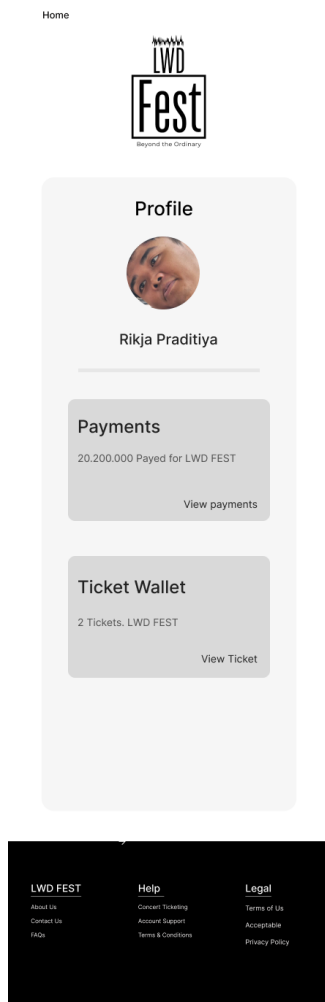 Home
LWD
Fest
Beyond the Ordinary
Profile
Rikja Praditiya
Payments
20.200.000 Payed for LWD FEST
View payments
Ticket Wallet
2 Tickets. LWD FEST
View Ticket
LWD FEST
About Us
Contact Us
FAQs
Help
Concert Ticketing
Account Support
Terms & Conditions
Legal
Terms of Us
Acceptable
Privacy Policy